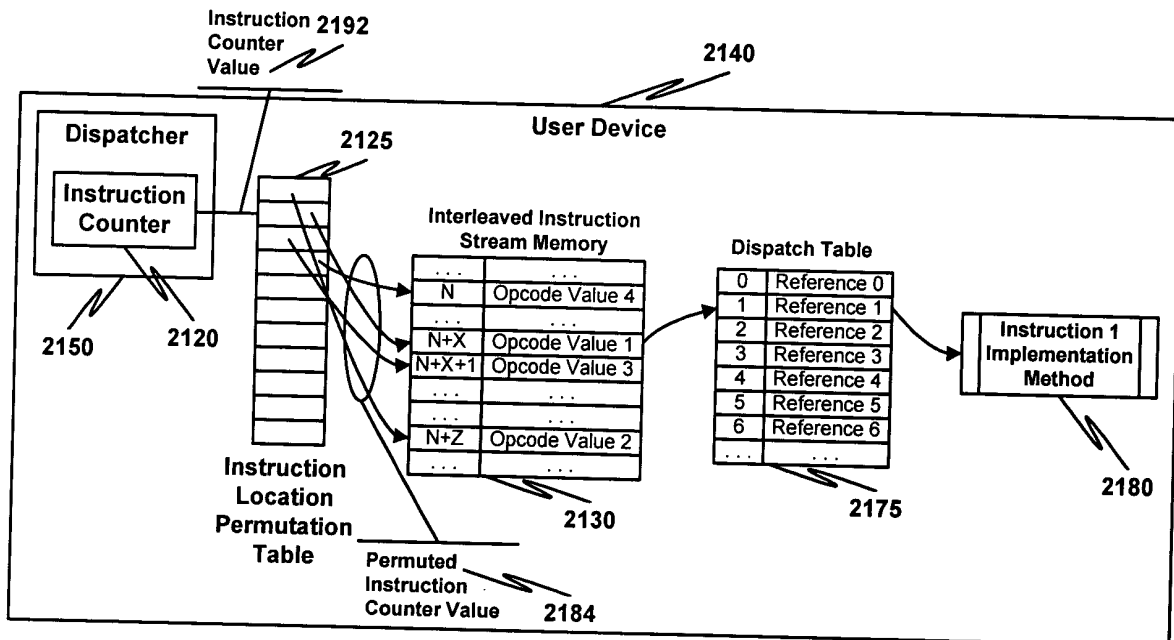 Instruction 2192
Counter
Value
2140
User Device
Dispatcher
Instruction
Counter
2150
2120
2125
Instruction
Location
Permutation
Table
Interleaved Instruction
Stream Memory
. . . . . .
N Opcode Value 4
. . . . . .
N+X Opcode Value 1
N+X+1 Opcode Value 3
. . . . . .
. . . . . .
N+Z Opcode Value 2
. . . . . .
2130
Permuted
Instruction
Counter Value
2184
Dispatch Table
0 Reference 0
1 Reference 1
2 Reference 2
3 Reference 3
4 Reference 4
5 Reference 5
6 Reference 6
. . . . . .
2175
Instruction 1
Implementation
Method
2180